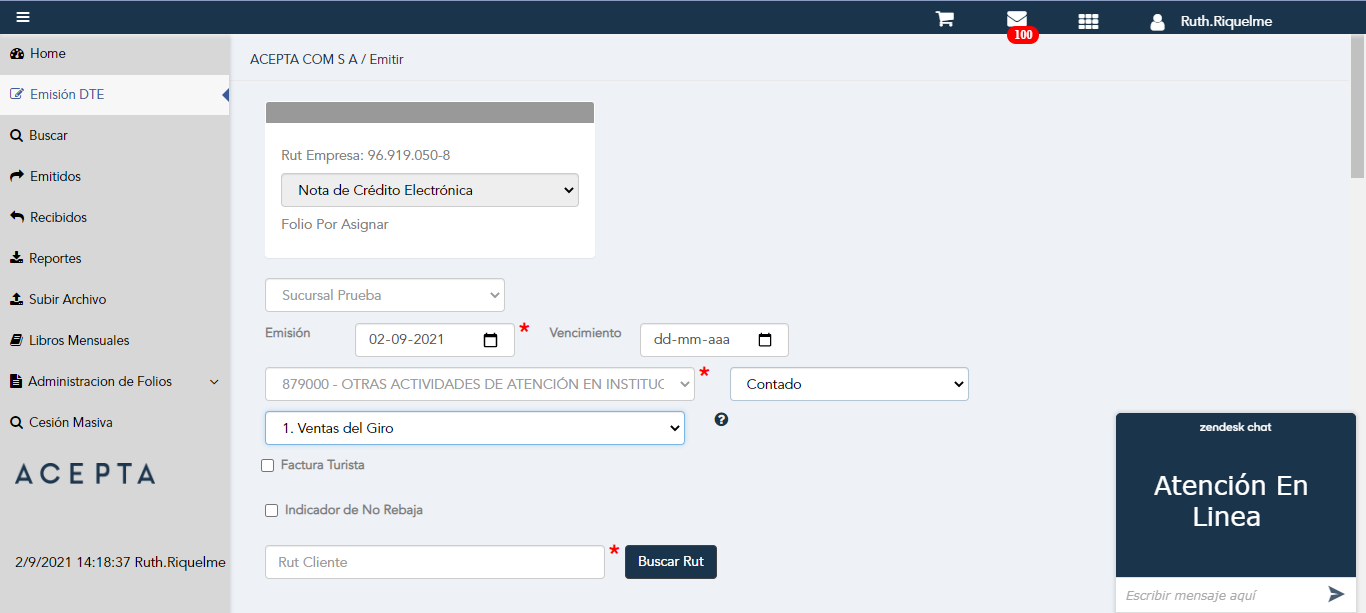 100
Ruth.Riquelme
Home
Emisión DTE
Buscar
Emitidos
Recibidos
Reportes
Subir Archivo
Libros Mensuales
Administracion de Folios
Cesión Masiva
ACEPTA
2/9/2021 14:18:37 Ruth.Riquelme
ACEPTA COM S A / Emitir
Rut Empresa: 96.919.050-8
Nota de Crédito Electrónica
Folio Por Asignar
Sucursal Prueba
Emisión 02-09-2021 * Vencimiento dd-mm-aaa
879000 - OTRAS ACTIVIDADES DE ATENCIÓN EN INSTITUC * Contado
1. Ventas del Giro
Factura Turista
Indicador de No Rebaja
Rut Cliente * Buscar Rut
zendesk chat
Atención En
Linea
Escribir mensaje aquí